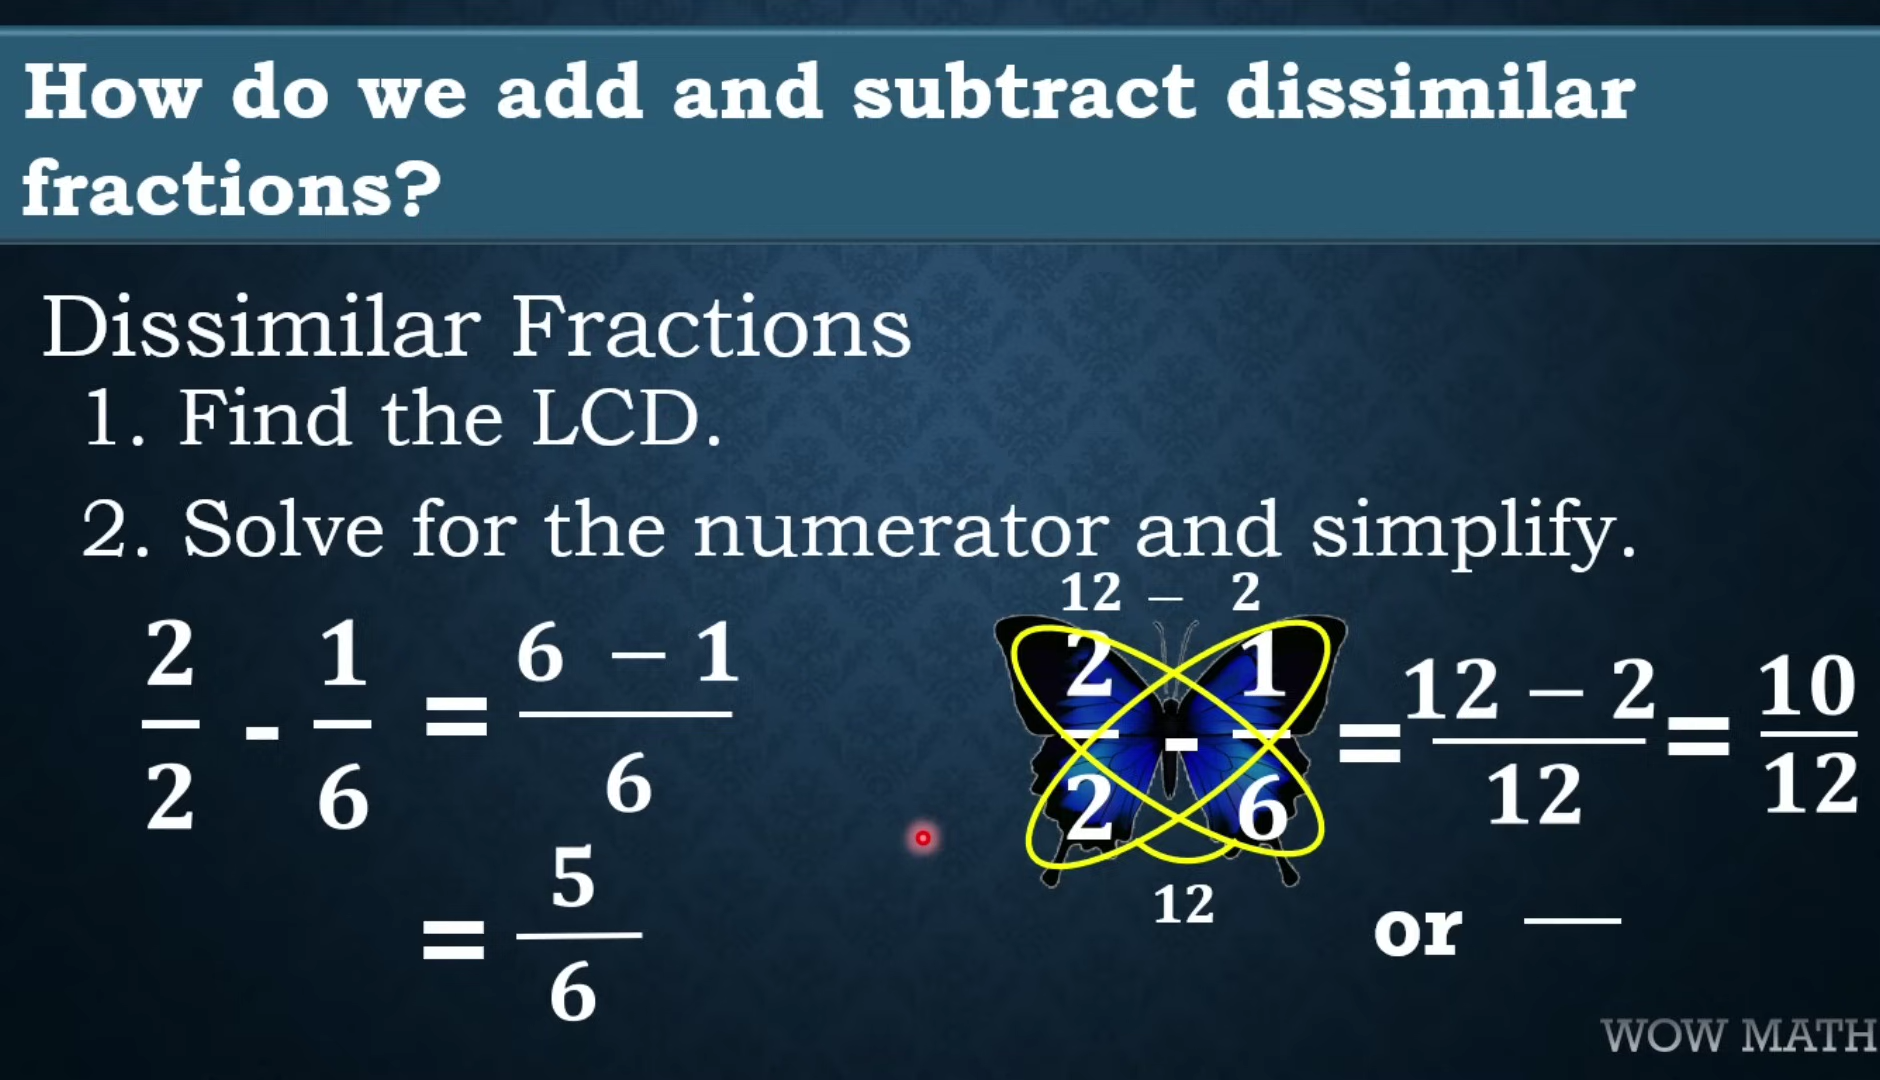 How do we add and subtract dissimilar
fractions?
Dissimilar Fractions
1. Find the LCD.
2. Solve for the numerator and simplify.
2/2 - 1/6 = 6 – 1/6
= 5/6
12 – 2
2/2 - 1/6 = 12 – 2/12 = 10/12
12
or —
WOW MATH